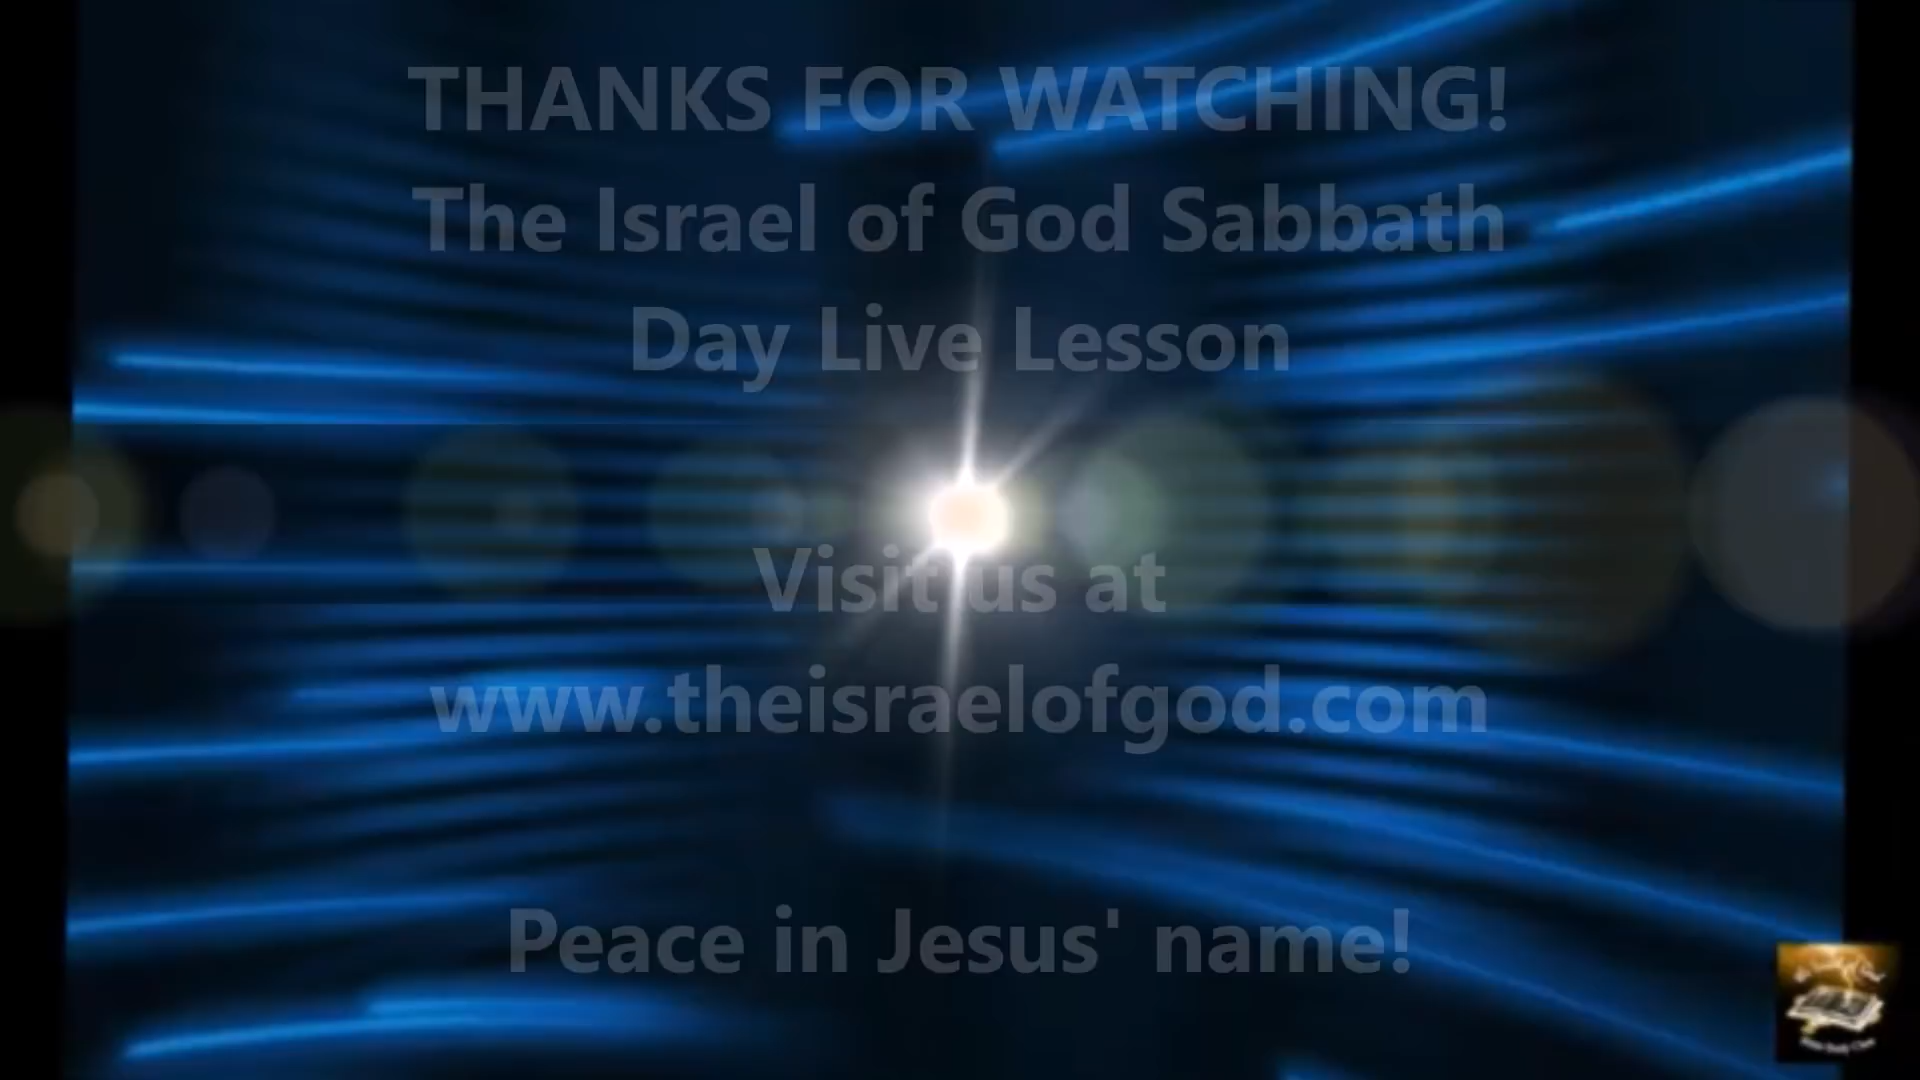 THANKS FOR WATCHING!
The Israel of God Sabbath
Day Live Lesson
Visit us at
www.theisraelofgod.com
Peace in Jesus' name!